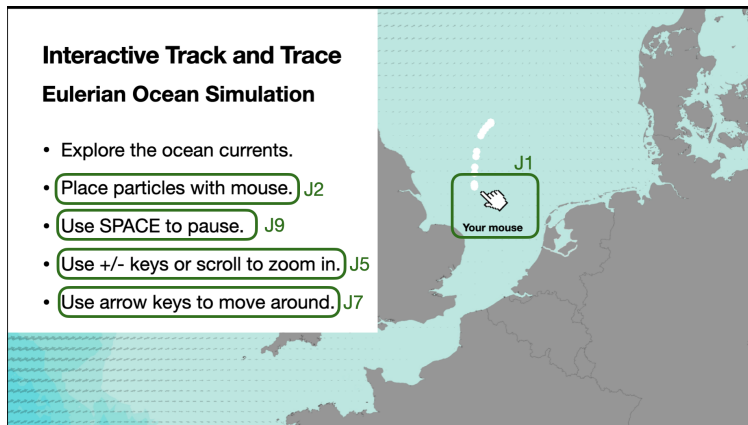 Interactive Track and Trace
Eulerian Ocean Simulation
• Explore the ocean currents.
• Place particles with mouse. J2
• Use SPACE to pause. J9
• Use +/- keys or scroll to zoom in. J5
• Use arrow keys to move around. J7
J1
Your mouse